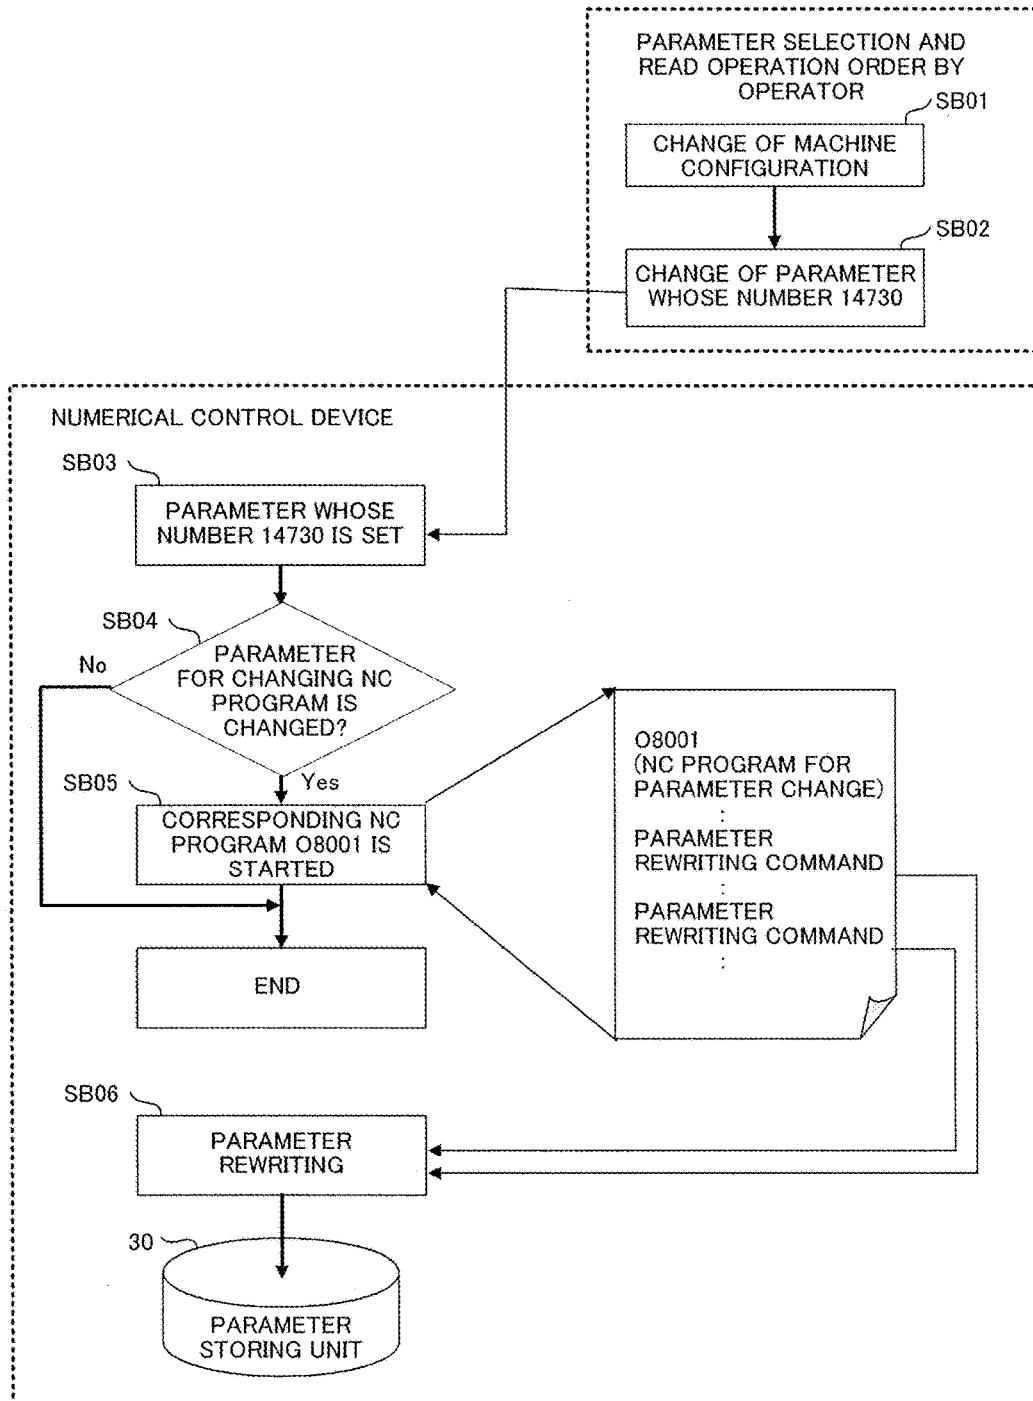 PARAMETER SELECTION AND
READ OPERATION ORDER BY
OPERATOR
SB01
CHANGE OF MACHINE
CONFIGURATION
SB02
CHANGE OF PARAMETER
WHOSE NUMBER 14730
NUMERICAL CONTROL DEVICE
SB03
PARAMETER WHOSE
NUMBER 14730 IS SET
SB04
No
PARAMETER
FOR CHANGING NC
PROGRAM IS
CHANGED?
Yes
SB05
CORRESPONDING NC
PROGRAM O8001 IS
STARTED
O8001
(NC PROGRAM FOR
PARAMETER CHANGE)
:
PARAMETER
REWRITING COMMAND
:
PARAMETER
REWRITING COMMAND
:
END
SB06
PARAMETER
REWRITING
30
PARAMETER
STORING UNIT